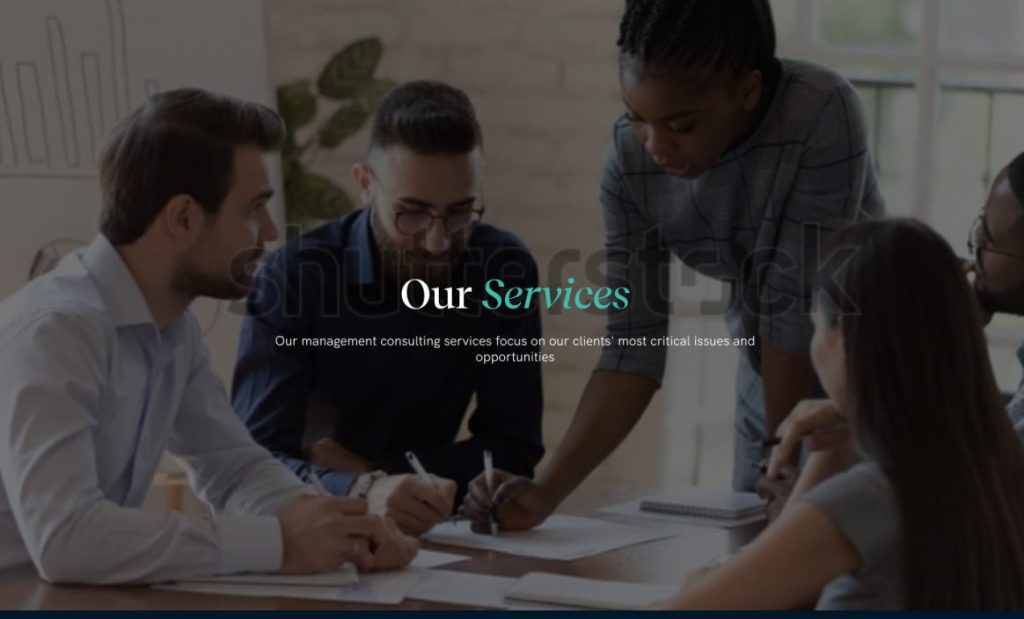 shutterstock
Our Services
Our management consulting services focus on our clients' most critical issues and
opportunities